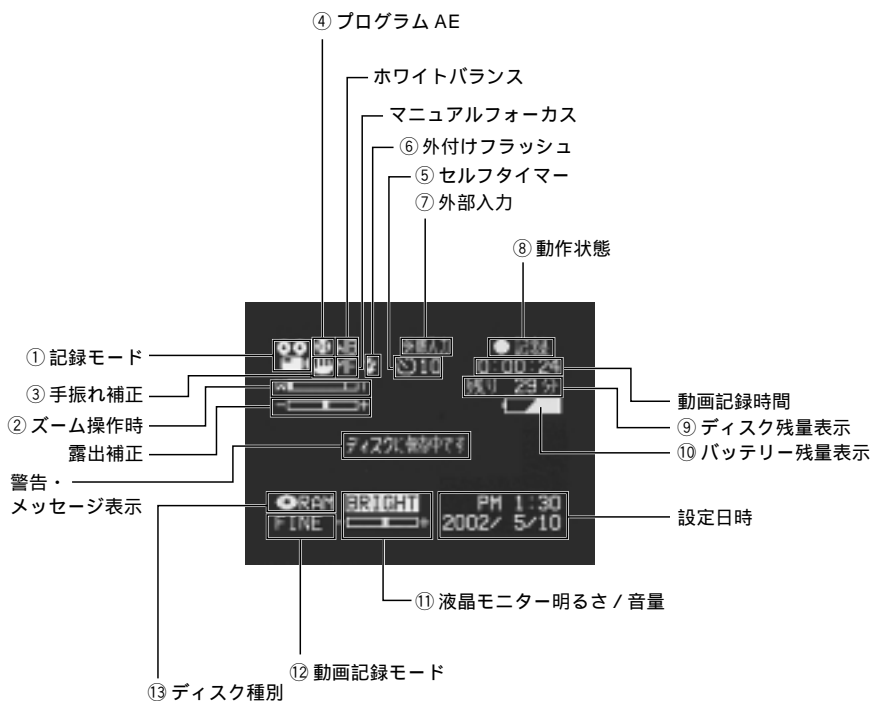 ④ プログラム AE
ホワイトバランス
マニュアルフォーカス
⑥ 外付けフラッシュ
⑤ セルフタイマー
⑦ 外部入力
⑧ 動作状態
① 記録モード
③ 手振れ補正
② ズーム操作時
露出補正
警告・
メッセージ表示
外部入力
●記録
10
0:00:24
残り 29分
W T
- +
ディスクに保存中です
RAM
BRIGHT
PM 1:30
FINE
- +
2002/ 5/10
動画記録時間
⑨ ディスク残量表示
⑩ バッテリー残量表示
設定日時
⑪ 液晶モニター明るさ / 音量
⑫ 動画記録モード
⑬ ディスク種別